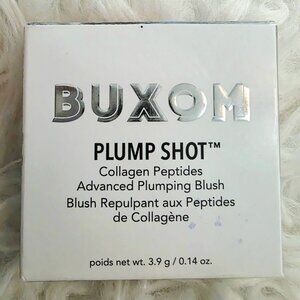 BUXOM
PLUMP SHOT™
Collagen Peptides
Advanced Plumping Blush
Blush Repulpant aux Peptides
de Collagène
poids net wt. 3.9 g / 0.14 oz.